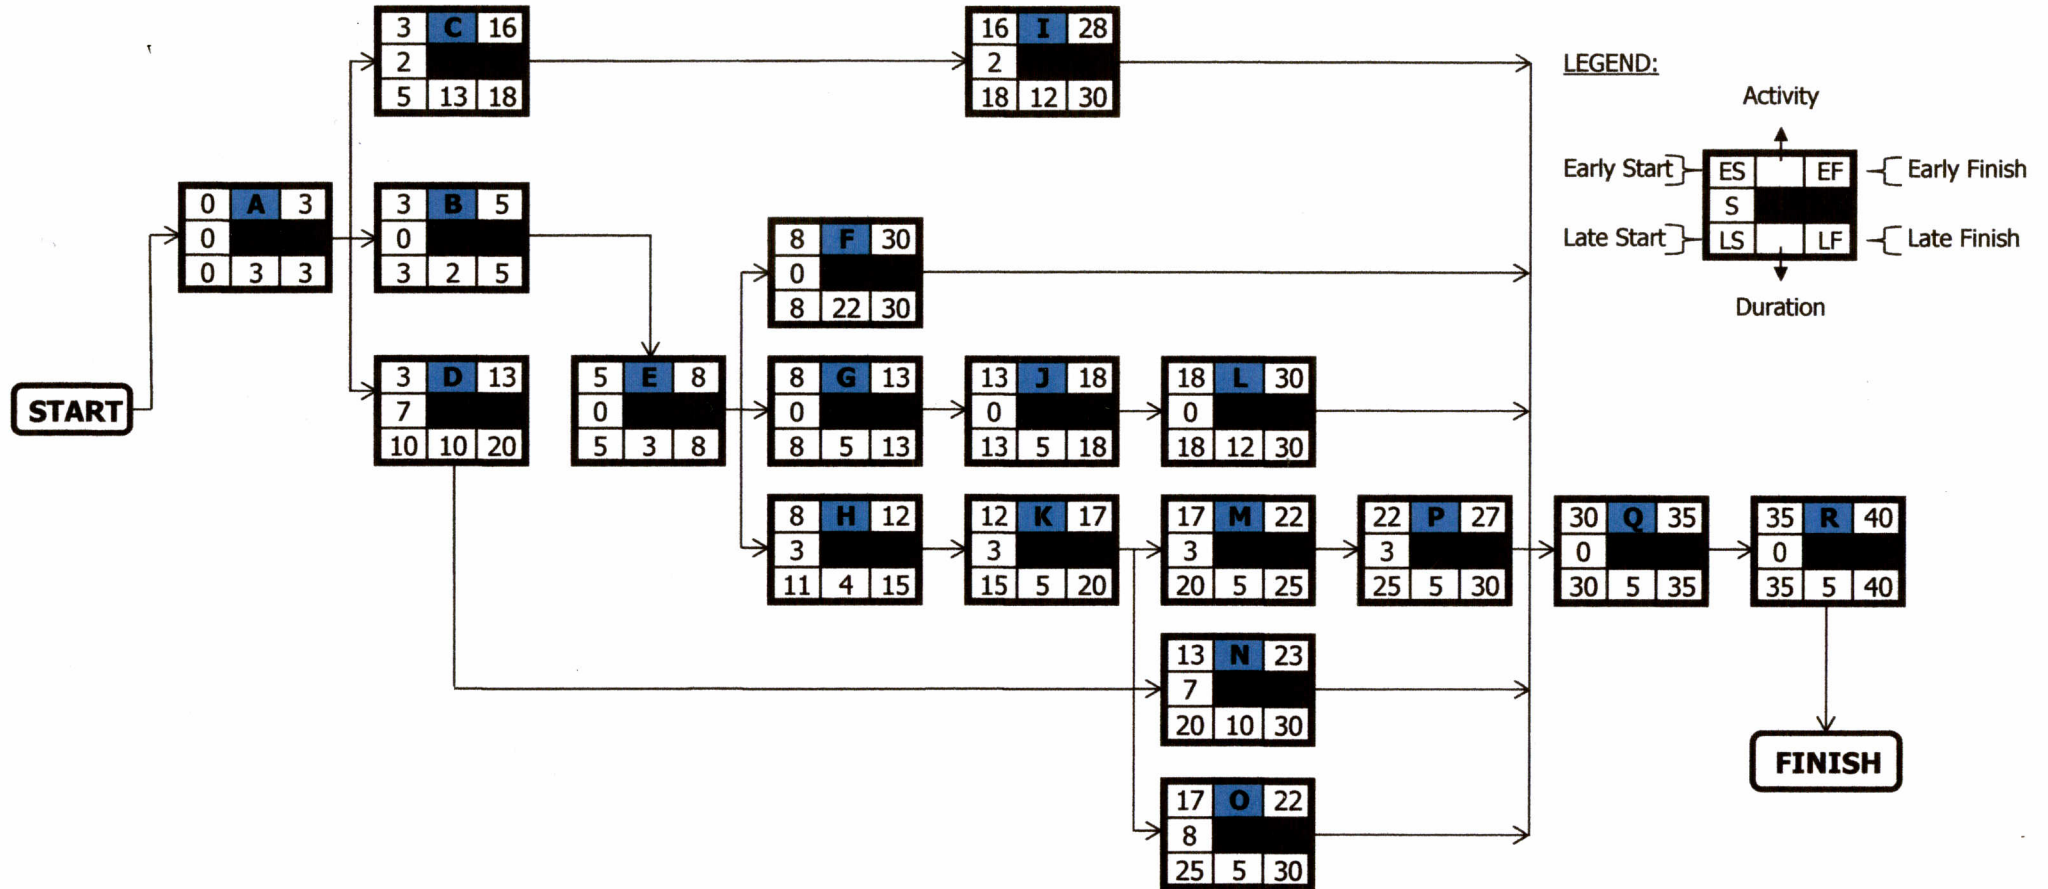 3 C 16
2
5 13 18
16 I 28
2
18 12 30
LEGEND:
Activity
Early Start
ES EF
Early Finish
S
Late Start
LS LF
Late Finish
Duration
0 A 3
0
0 3 3
3 B 5
0
3 2 5
8 F 30
0
8 22 30
START
3 D 13
7
10 10 20
5 E 8
0
5 3 8
8 G 13
0
8 5 13
13 J 18
0
13 5 18
18 L 30
0
18 12 30
8 H 12
3
11 4 15
12 K 17
3
15 5 20
17 M 22
3
20 5 25
22 P 27
3
25 5 30
30 Q 35
0
30 5 35
35 R 40
0
35 5 40
13 N 23
7
20 10 30
FINISH
17 O 22
8
25 5 30